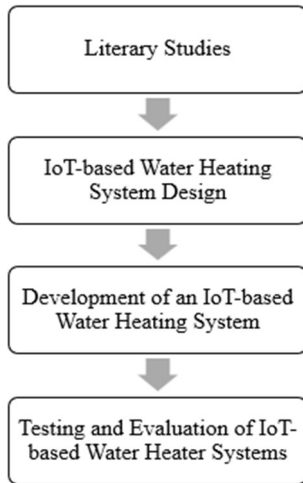 Literary Studies
IoT-based Water Heating
System Design
Development of an IoT-based
Water Heating System
Testing and Evaluation of IoT-
based Water Heater Systems